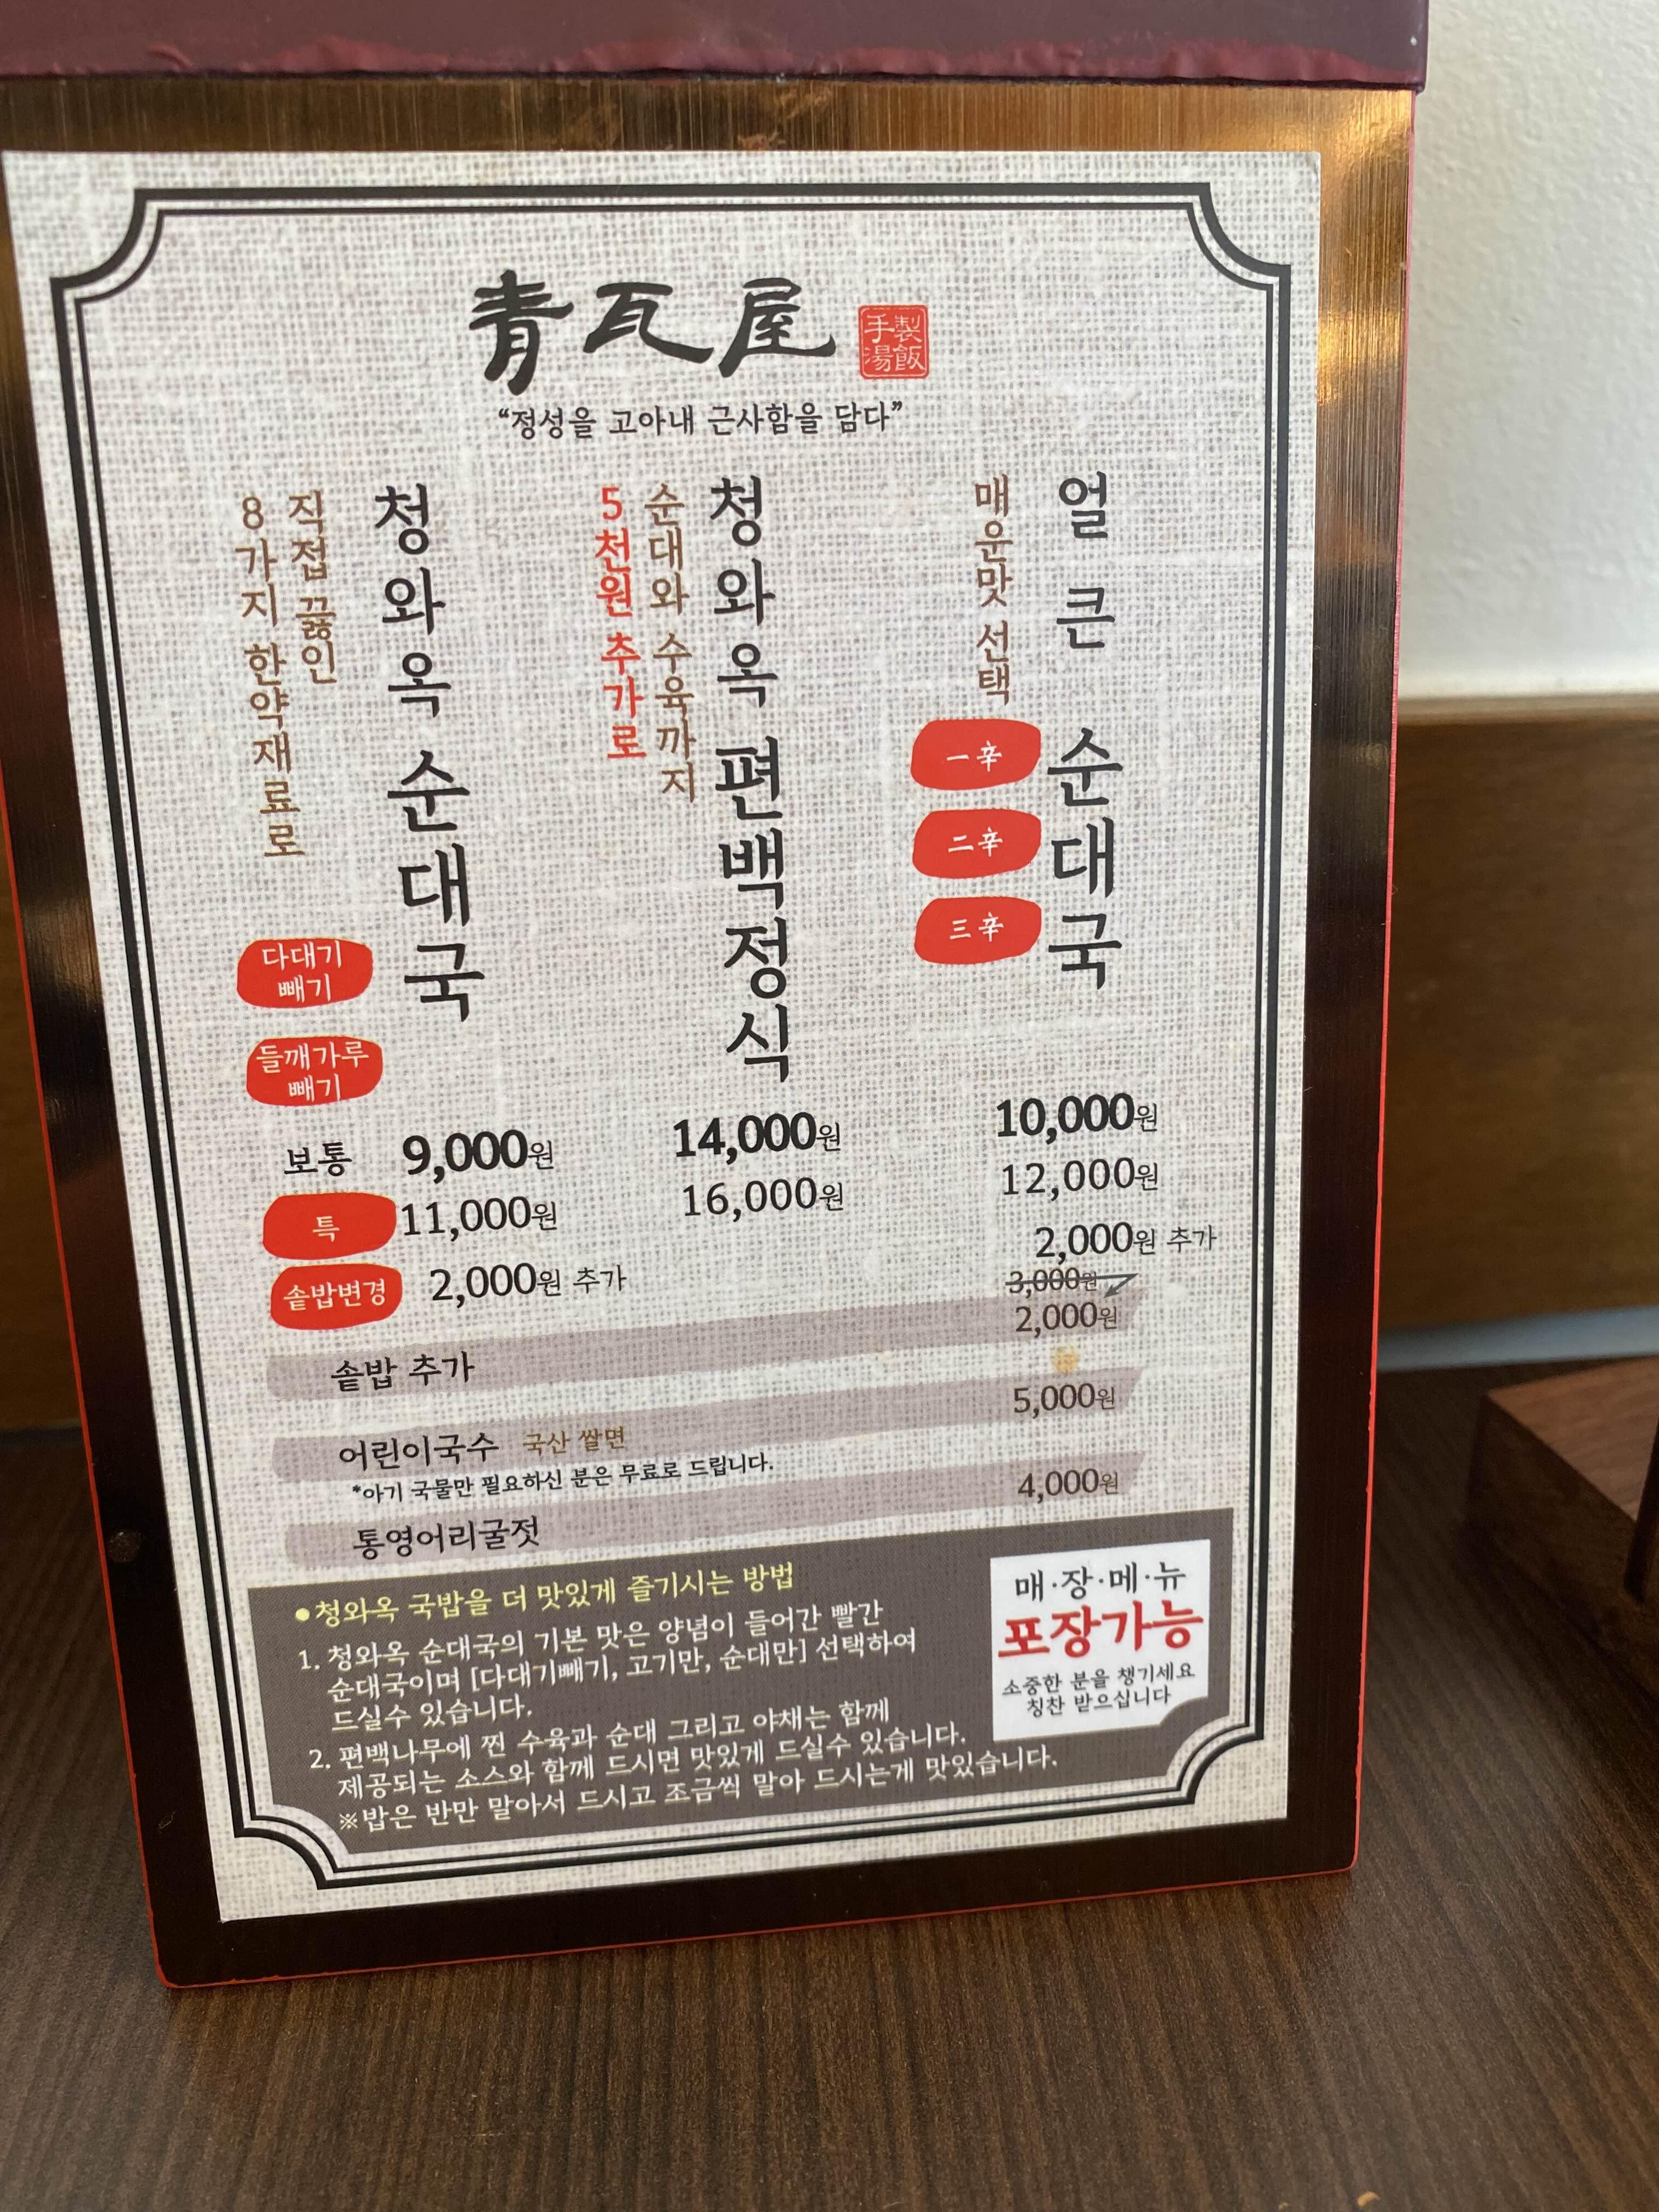 青瓦屋
手製
湯飯
“정성을 고아내 근사함을 담다”
청와옥 순대국
직접 끓인
8가지 한약재료로
다대기
빼기
들깨가루
빼기
청와옥 편백정식
순대와 수육까지
5천원 추가로
얼큰 순대국
매운맛 선택
一辛
二辛
三辛
보통 9,000원 14,000원 10,000원
특 11,000원 16,000원 12,000원
솥밥변경 2,000원 추가 2,000원 추가
3,000원
솥밥 추가 2,000원
어린이국수 국산 쌀면 5,000원
*아기 국물만 필요하신 분은 무료로 드립니다.
통영어리굴젓 4,000원
•청와옥 국밥을 더 맛있게 즐기시는 방법
1. 청와옥 순대국의 기본 맛은 양념이 들어간 빨간
순대국이며 [다대기빼기, 고기만, 순대만] 선택하여
드실수 있습니다.
2. 편백나무에 찐 수육과 순대 그리고 야채는 함께
제공되는 소스와 함께 드시면 맛있게 드실수 있습니다.
※밥은 반만 말아서 드시고 조금씩 말아 드시는게 맛있습니다.
매·장·메·뉴
포장가능
소중한 분을 챙기세요
칭찬 받으십니다